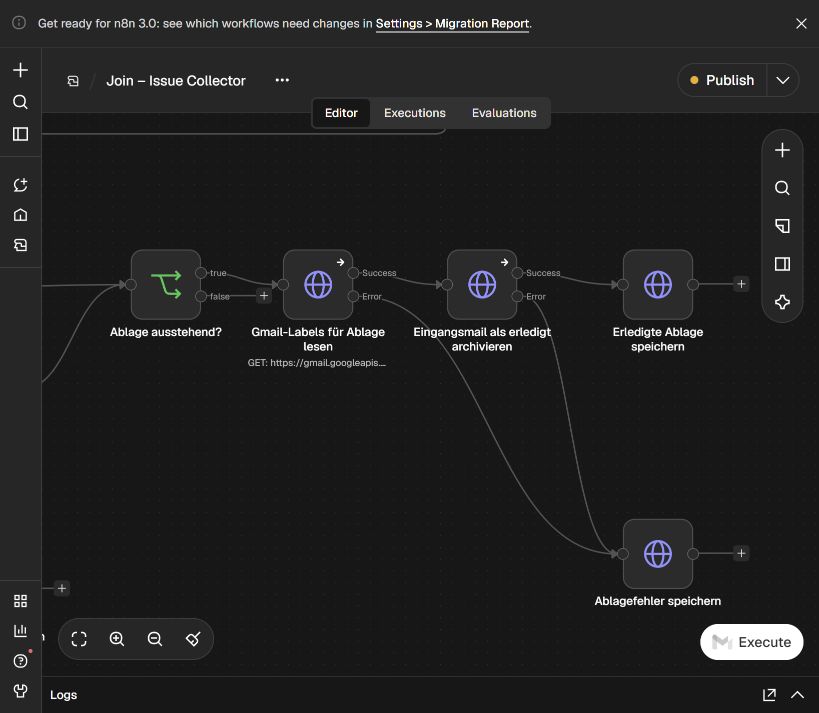 Get ready for n8n 3.0: see which workflows need changes in Settings > Migration Report.
/ Join – Issue Collector ...
Publish
Editor Executions Evaluations
true
false
Success
Error
Success
Error
Ablage ausstehend?
Gmail-Labels für Ablage
lesen
GET: https://gmail.googleapis....
Eingangsmail als erledigt
archivieren
Erledigte Ablage
speichern
Ablagefehler speichern
Execute
Logs